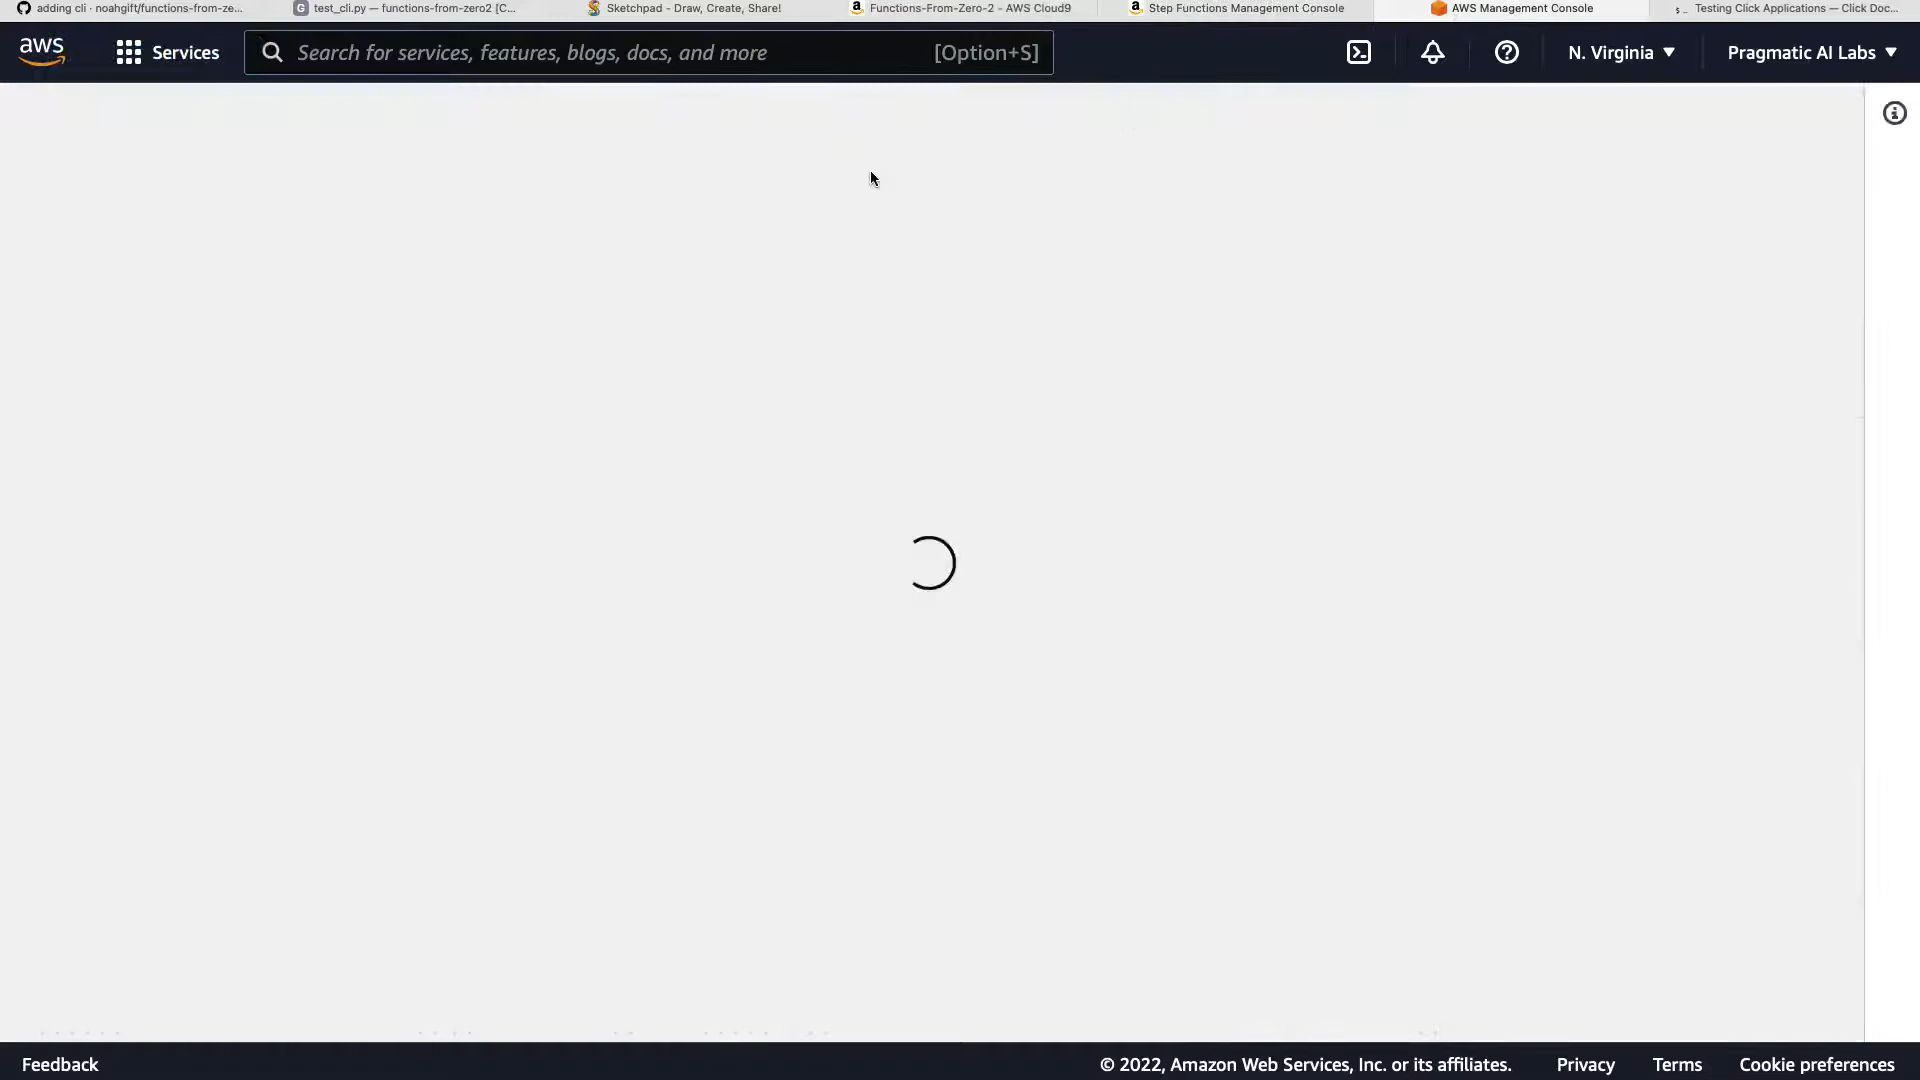 adding cli · noahgift/functions-from-ze...
test_cli.py — functions-from-zero2 [C...
Sketchpad - Draw, Create, Share!
Functions-From-Zero-2 - AWS Cloud9
Step Functions Management Console
AWS Management Console
Testing Click Applications — Click Doc...
aws
Services
Search for services, features, blogs, docs, and more
[Option+S]
N. Virginia
Pragmatic AI Labs
Feedback
© 2022, Amazon Web Services, Inc. or its affiliates.
Privacy
Terms
Cookie preferences